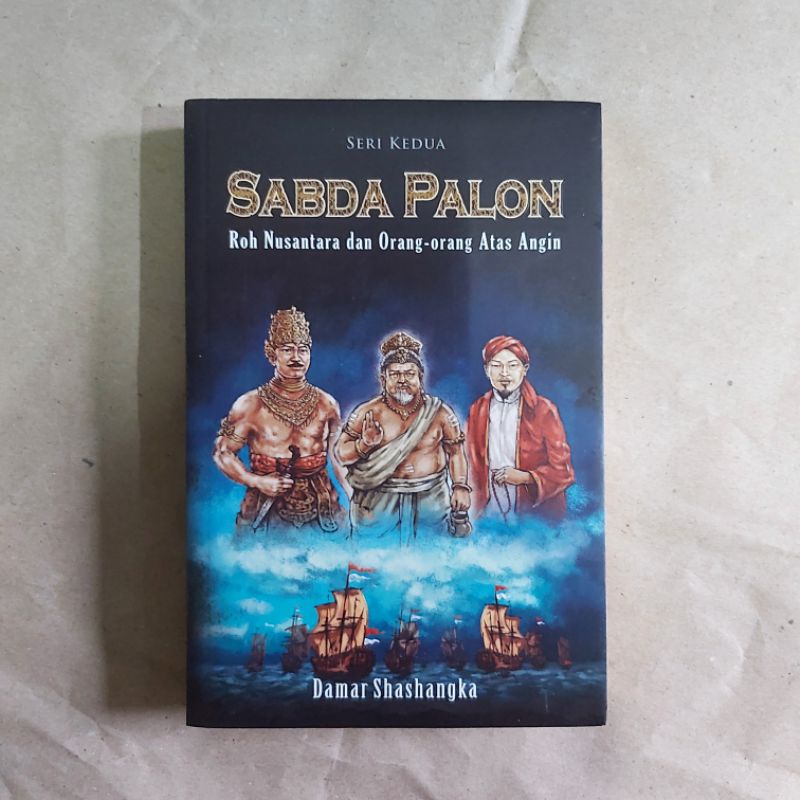 SERI KEDUA
SABDA PALON
Roh Nusantara dan Orang-orang Atas Angin
Damar Shashangka